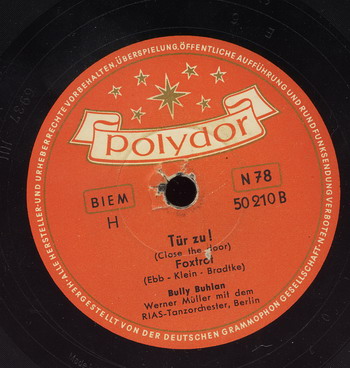 ALLE HERSTELLER- UND URHEBERRECHTE VORBEHALTEN, ÜBERSPIELUNG, ÖFFENTLICHE AUFFÜHRUNG UND RUNDFUNKSENDUNG VERBOTEN
polydor
BIEM
H
N 78
50 210 B
Tür zu!
(Close the door)
Foxtrot
(Ebb - Klein - Bradtke)
Bully Buhlan
Werner Müller mit dem
RIAS-Tanzorchester, Berlin
HERGESTELLT VON DER DEUTSCHEN GRAMMOPHON GESELLSCHAFT